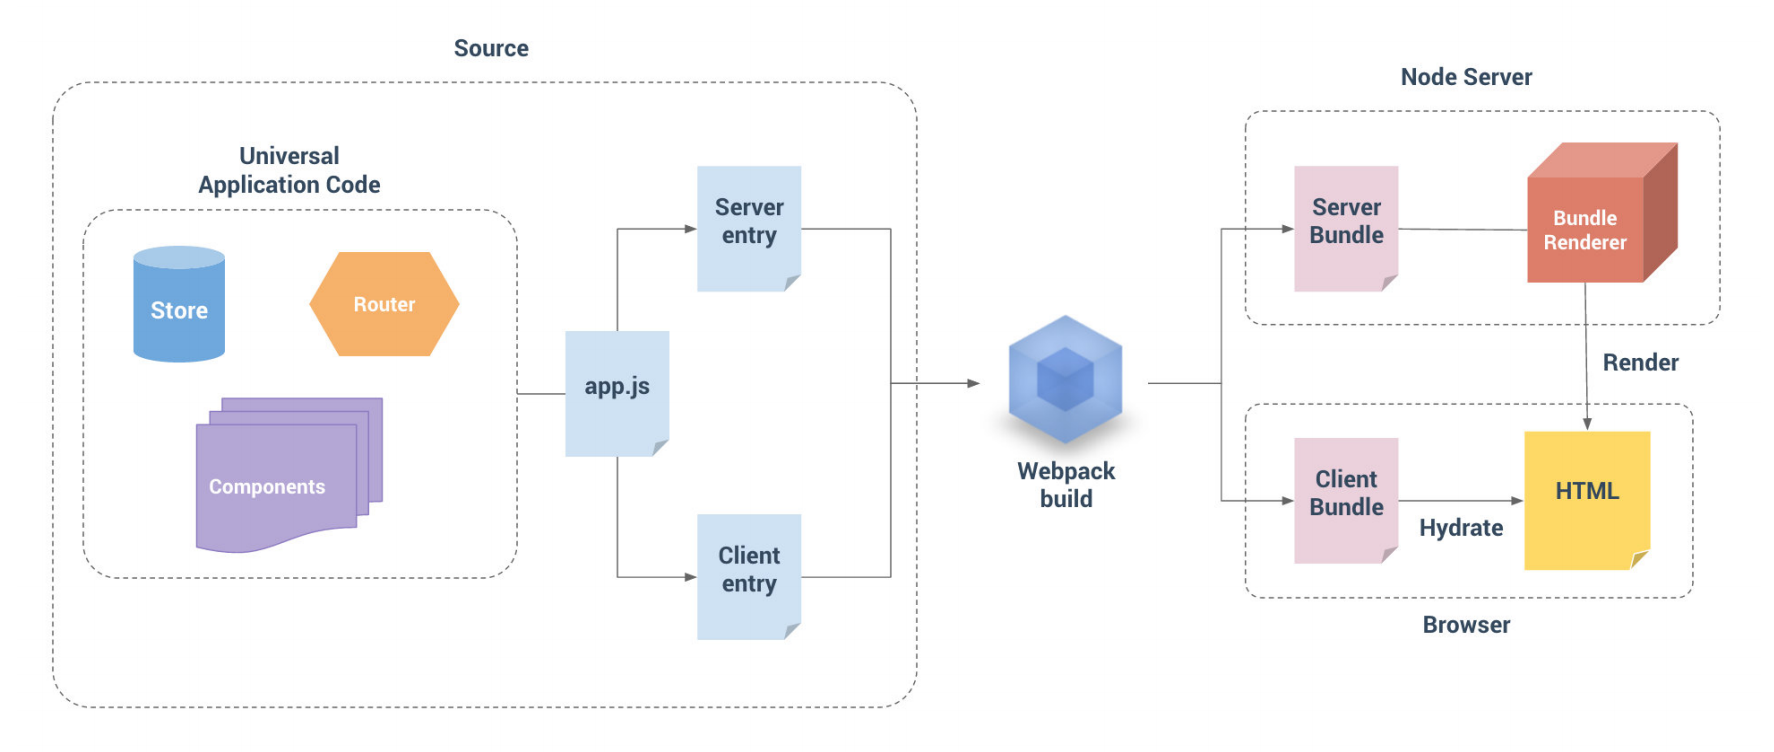 Source
Universal
Application Code
Store
Router
Components
app.js
Server
entry
Client
entry
Webpack
build
Node Server
Server
Bundle
Bundle
Renderer
Render
Client
Bundle
Hydrate
HTML
Browser